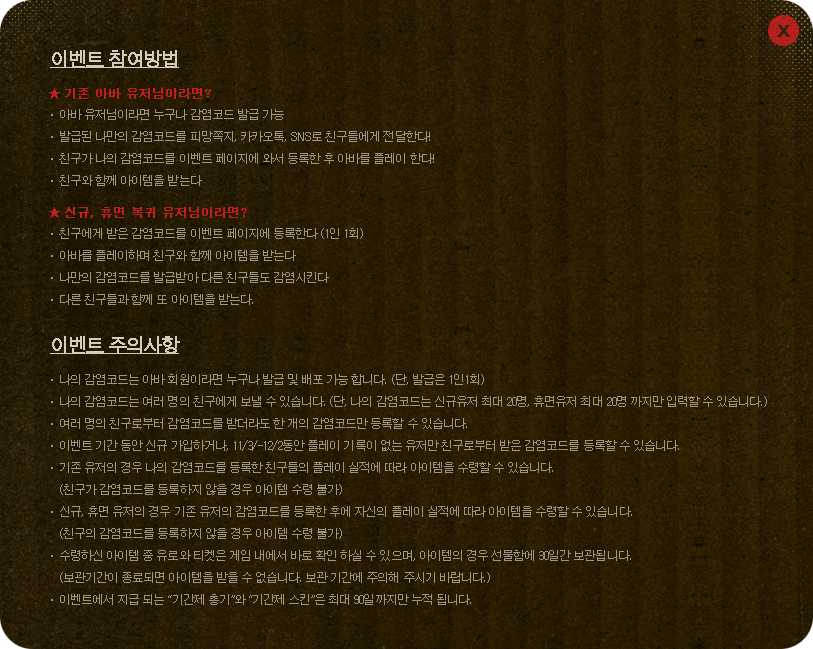 X
이벤트 참여방법
★ 기존 아바 유저님이라면?
· 아바 유저님이라면 누구나 감염코드 발급 가능
· 발급된 나만의 감염코드를 피망쪽지, 카카오톡, SNS로 친구들에게 전달한다!
· 친구가 나의 감염코드를 이벤트 페이지에 와서 등록한 후 아바를 플레이 한다!
· 친구와 함께 아이템을 받는다
★ 신규, 휴면 복귀 유저님이라면?
· 친구에게 받은 감염코드를 이벤트 페이지에 등록한다 (1인 1회)
· 아바를 플레이하며 친구와 함께 아이템을 받는다
· 나만의 감염코드를 발급받아 다른 친구들도 감염시킨다
· 다른 친구들과 함께 또 아이템을 받는다.
이벤트 주의사항
· 나의 감염코드는 아바 회원이라면 누구나 발급 및 배포 가능 합니다. (단, 발급은 1인1회)
· 나의 감염코드는 여러 명의 친구에게 보낼 수 있습니다. (단, 나의 감염코드는 신규유저 최대 20명, 휴면유저 최대 20명 까지만 입력할 수 있습니다.)
· 여러 명의 친구로부터 감염코드를 받더라도 한 개의 감염코드만 등록할 수 있습니다.
· 이벤트 기간 동안 신규 가입하거나, 11/3/~12/2동안 플레이 기록이 없는 유저만 친구로부터 받은 감염코드를 등록할 수 있습니다.
· 기존 유저의 경우 나의 감염코드를 등록한 친구들의 플레이 실적에 따라 아이템을 수령할 수 있습니다.
(친구가 감염코드를 등록하지 않을 경우 아이템 수령 불가)
· 신규, 휴면 유저의 경우 기존 유저의 감염코드를 등록한 후에 자신의 플레이 실적에 따라 아이템을 수령할 수 있습니다.
(친구의 감염코드를 등록하지 않을 경우 아이템 수령 불가)
· 수령하신 아이템 중 유로와 티켓은 게임 내에서 바로 확인 하실 수 있으며, 아이템의 경우 선물함에 30일간 보관됩니다.
(보관기간이 종료되면 아이템을 받을 수 없습니다. 보관 기간에 주의해 주시기 바랍니다.)
· 이벤트에서 지급 되는 “기간제 총기”와 “기간제 스킨”은 최대 90일 까지만 누적 됩니다.